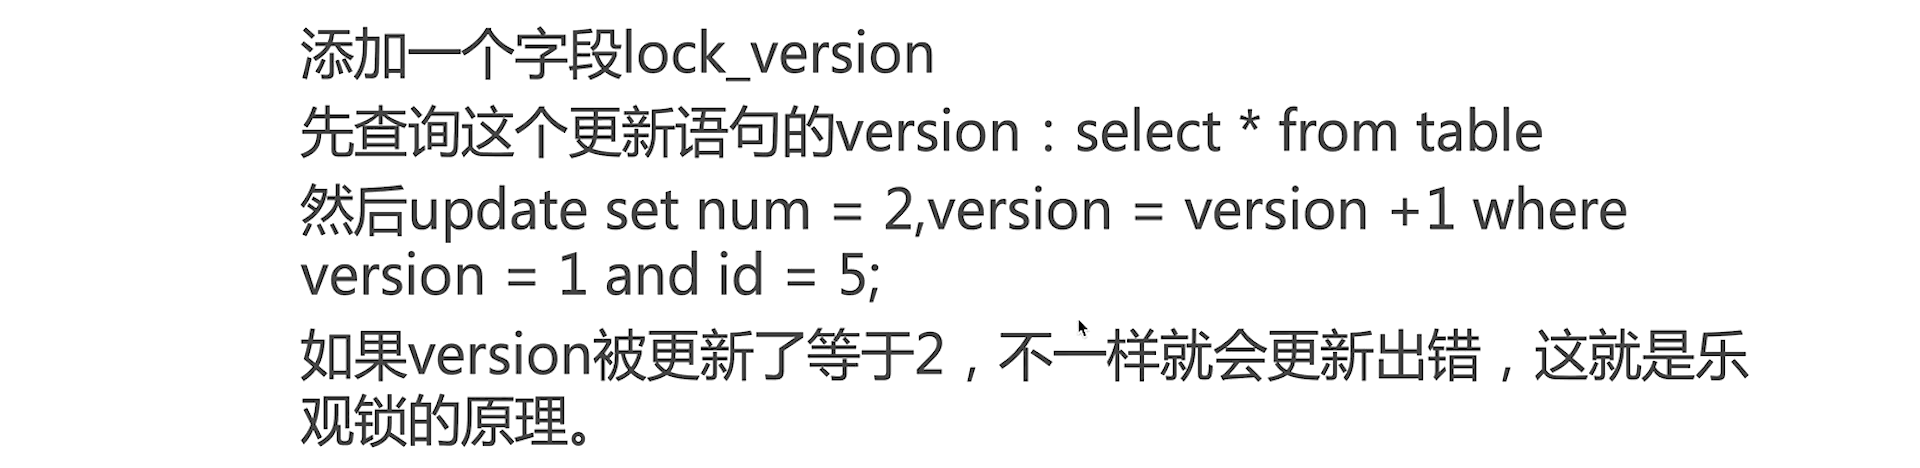 添加一个字段lock_version
先查询这个更新语句的version：select * from table
然后update set num = 2,version = version +1 where
version = 1 and id = 5;
如果version被更新了等于2，不一样就会更新出错，这就是乐
观锁的原理。